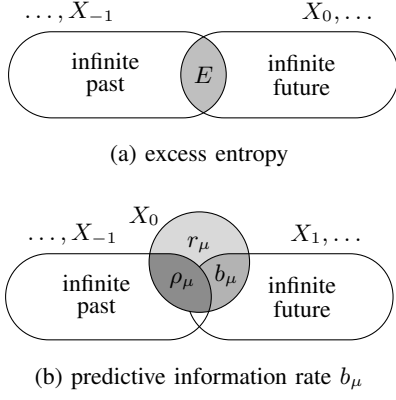 …, X₋₁ X₀, …
infinite past E infinite future
(a) excess entropy
X₀
…, X₋₁ r_μ X₁, …
infinite past ρ_μ b_μ infinite future
(b) predictive information rate b_μ